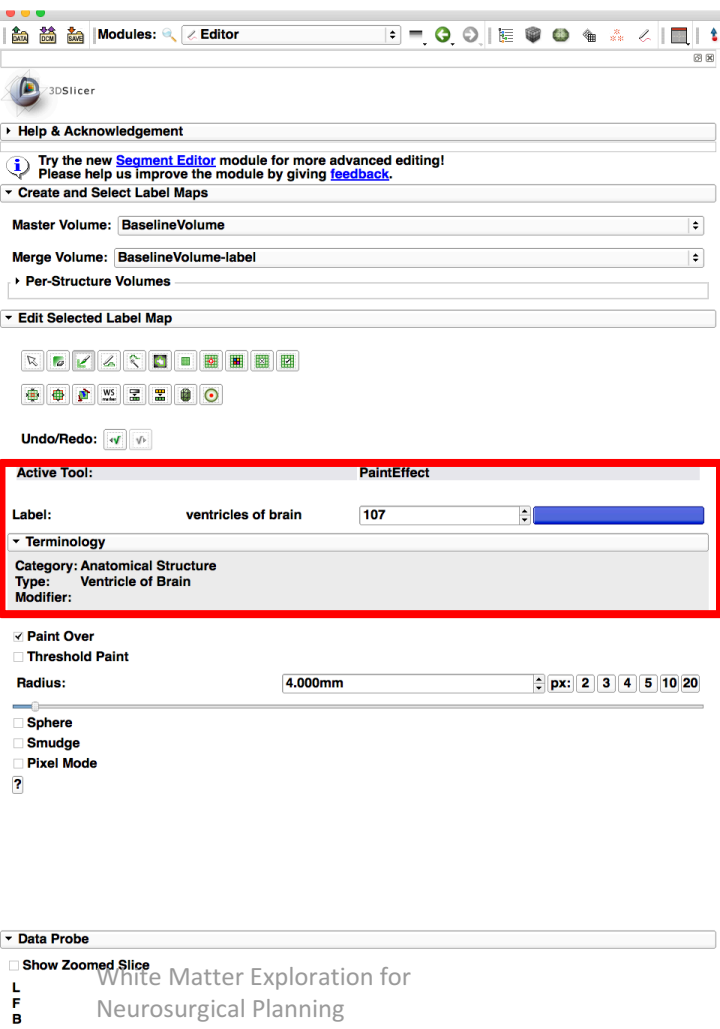 DATA DCM SAVE Modules: Editor
3DSlicer
Help & Acknowledgement
Try the new Segment Editor module for more advanced editing!
Please help us improve the module by giving feedback.
Create and Select Label Maps
Master Volume: BaselineVolume
Merge Volume: BaselineVolume-label
Per-Structure Volumes
Edit Selected Label Map
WS marker
Undo/Redo:
Active Tool: PaintEffect
Label: ventricles of brain 107
Terminology
Category: Anatomical Structure
Type: Ventricle of Brain
Modifier:
Paint Over
Threshold Paint
Radius: 4.000mm px: 2 3 4 5 10 20
Sphere
Smudge
Pixel Mode
?
Data Probe
Show Zoomed Slice
White Matter Exploration for
L
F
Neurosurgical Planning
B